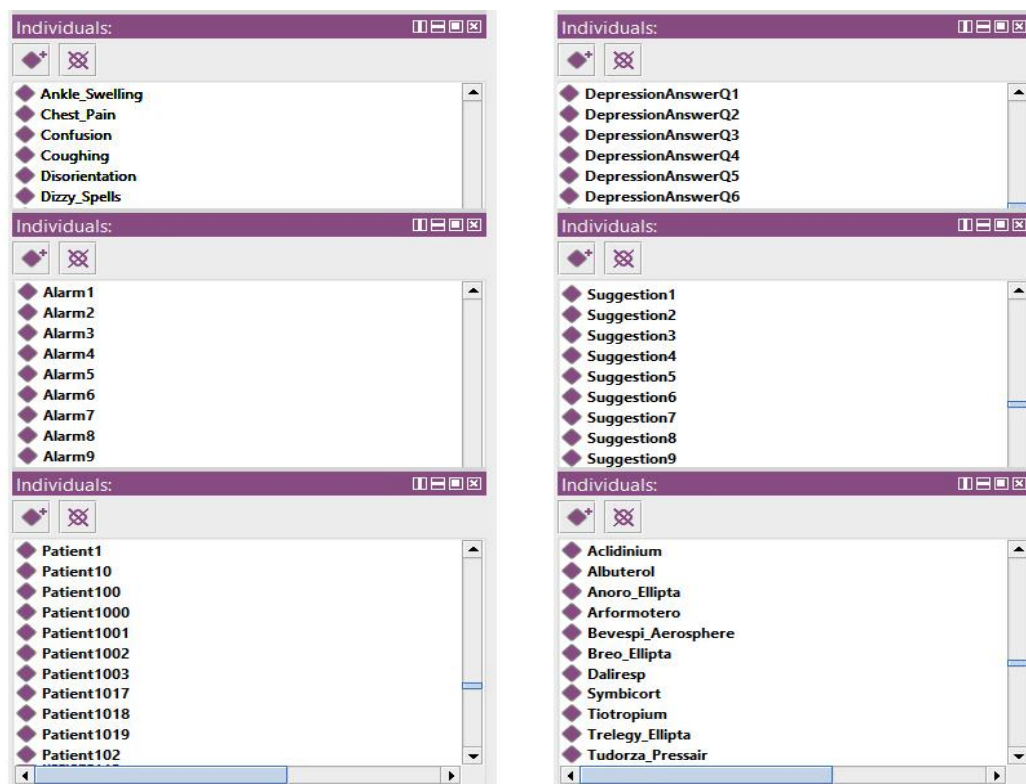 Individuals:
Ankle_Swelling
Chest_Pain
Confusion
Coughing
Disorientation
Dizzy_Spells
Individuals:
Alarm1
Alarm2
Alarm3
Alarm4
Alarm5
Alarm6
Alarm7
Alarm8
Alarm9
Individuals:
Patient1
Patient10
Patient100
Patient1000
Patient1001
Patient1002
Patient1003
Patient1017
Patient1018
Patient1019
Patient102
Individuals:
DepressionAnswerQ1
DepressionAnswerQ2
DepressionAnswerQ3
DepressionAnswerQ4
DepressionAnswerQ5
DepressionAnswerQ6
Individuals:
Suggestion1
Suggestion2
Suggestion3
Suggestion4
Suggestion5
Suggestion6
Suggestion7
Suggestion8
Suggestion9
Individuals:
Aclidinium
Albuterol
Anoro_Ellipta
Arformotero
Bevespi_Aerosphere
Breo_Ellipta
Daliresp
Symbicort
Tiotropium
Trelegy_Ellipta
Tudorza_Pressair